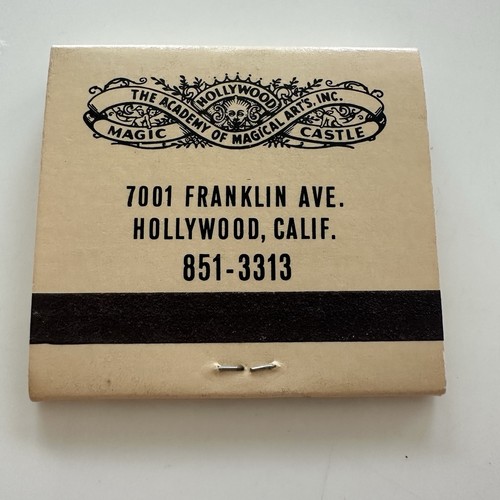 HOLLYWOOD
THE ACADEMY OF MAGICAL ARTS, INC.
MAGIC CASTLE
7001 FRANKLIN AVE.
HOLLYWOOD, CALIF.
851-3313